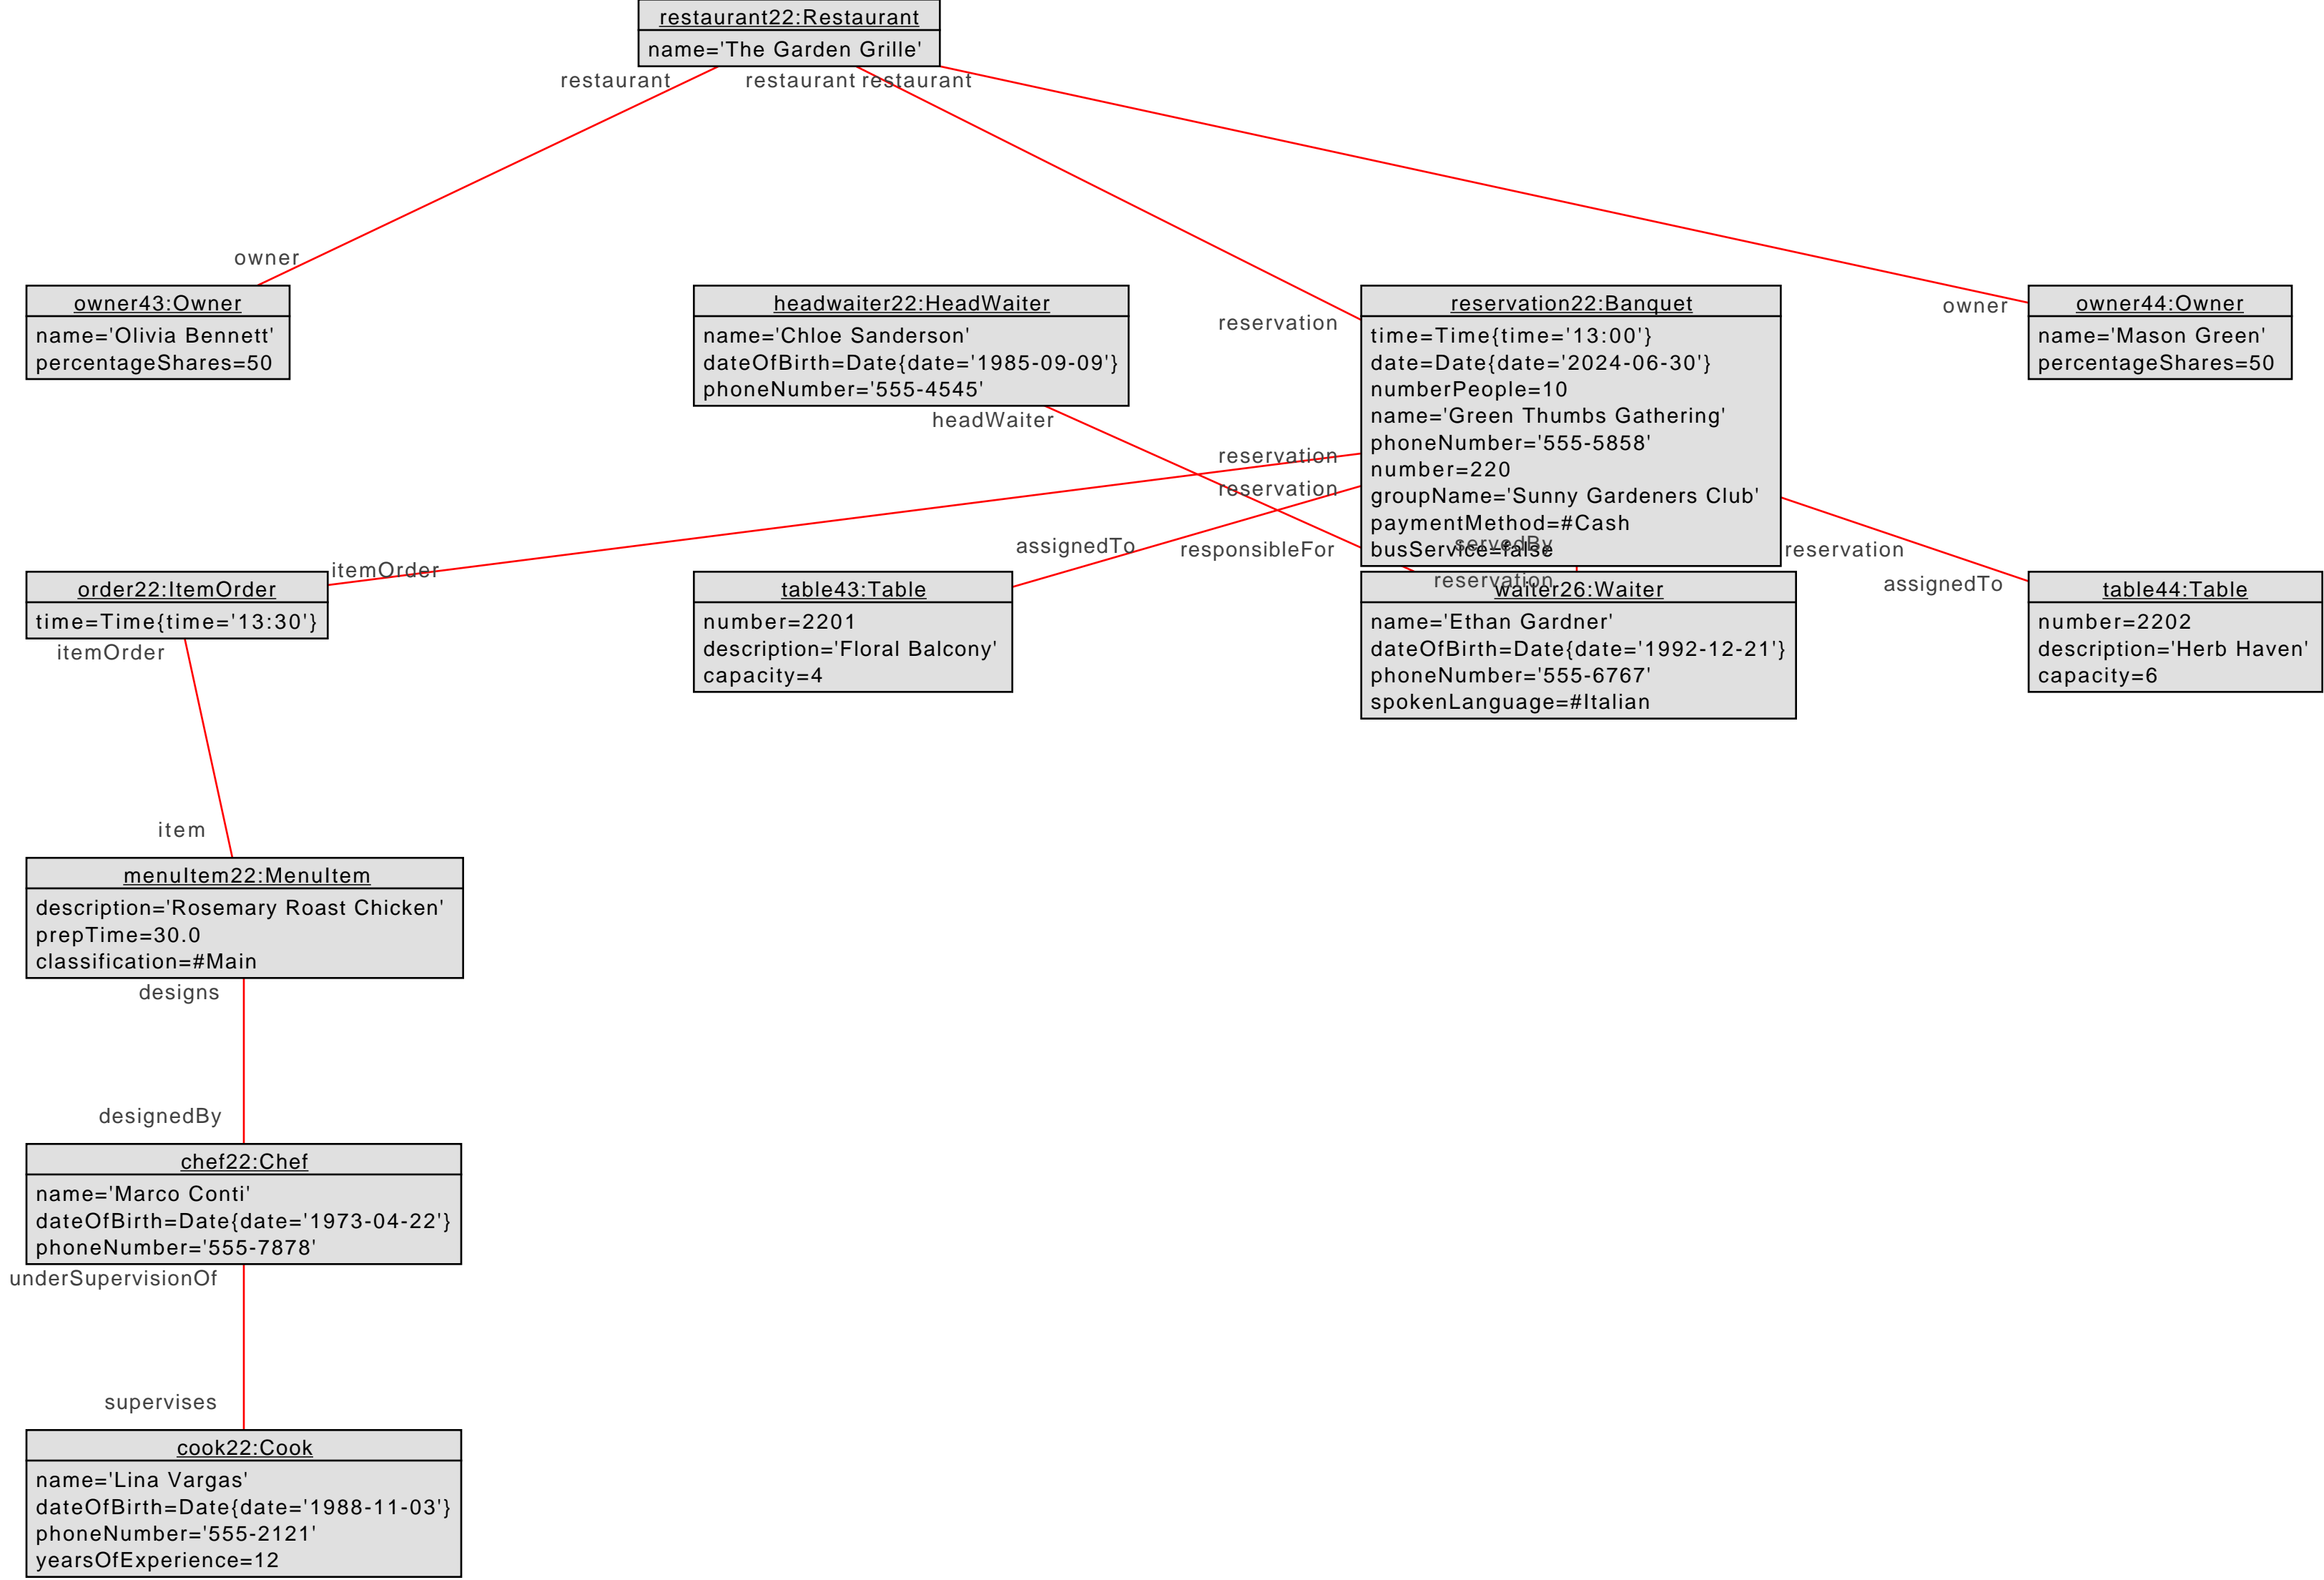 restaurant22:Restaurant
name='The Garden Grille'
restaurant
restaurant
restaurant
owner
owner43:Owner
name='Olivia Bennett'
percentageShares=50
headwaiter22:HeadWaiter
name='Chloe Sanderson'
dateOfBirth=Date{date='1985-09-09'}
phoneNumber='555-4545'
headWaiter
reservation
reservation22:Banquet
time=Time{time='13:00'}
date=Date{date='2024-06-30'}
numberPeople=10
name='Green Thumbs Gathering'
phoneNumber='555-5858'
number=220
groupName='Sunny Gardeners Club'
paymentMethod=#Cash
busService=false
owner
owner44:Owner
name='Mason Green'
percentageShares=50
reservation
reservation
assignedTo
responsibleFor
servedBy
reservation
reservation
assignedTo
itemOrder
order22:ItemOrder
time=Time{time='13:30'}
itemOrder
table43:Table
number=2201
description='Floral Balcony'
capacity=4
waiter26:Waiter
name='Ethan Gardner'
dateOfBirth=Date{date='1992-12-21'}
phoneNumber='555-6767'
spokenLanguage=#Italian
table44:Table
number=2202
description='Herb Haven'
capacity=6
item
menuItem22:MenuItem
description='Rosemary Roast Chicken'
prepTime=30.0
classification=#Main
designs
designedBy
chef22:Chef
name='Marco Conti'
dateOfBirth=Date{date='1973-04-22'}
phoneNumber='555-7878'
underSupervisionOf
supervises
cook22:Cook
name='Lina Vargas'
dateOfBirth=Date{date='1988-11-03'}
phoneNumber='555-2121'
yearsOfExperience=12